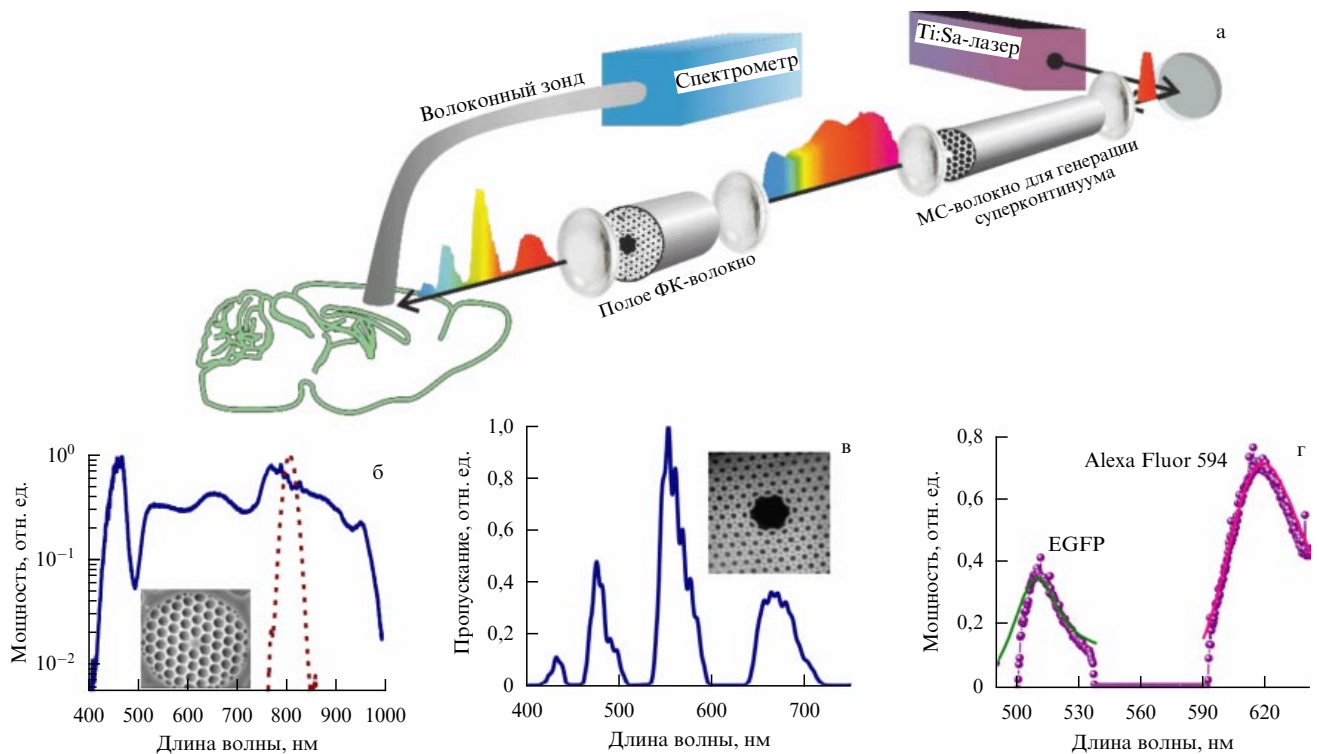 Ti:Sa-лазер
а
Спектрометр
Волоконный зонд
МС-волокно для генерации
суперконтинуума
Полое ФК-волокно
б
Мощность, отн. ед.
10⁰
10⁻¹
10⁻²
400 500 600 700 800 900 1000
Длина волны, нм
в
Пропускание, отн. ед.
1,0
0,8
0,6
0,4
0,2
0
400 500 600 700
Длина волны, нм
г
Мощность, отн. ед.
0,8
0,6
0,4
0,2
0
Alexa Fluor 594
EGFP
500 530 560 590 620
Длина волны, нм